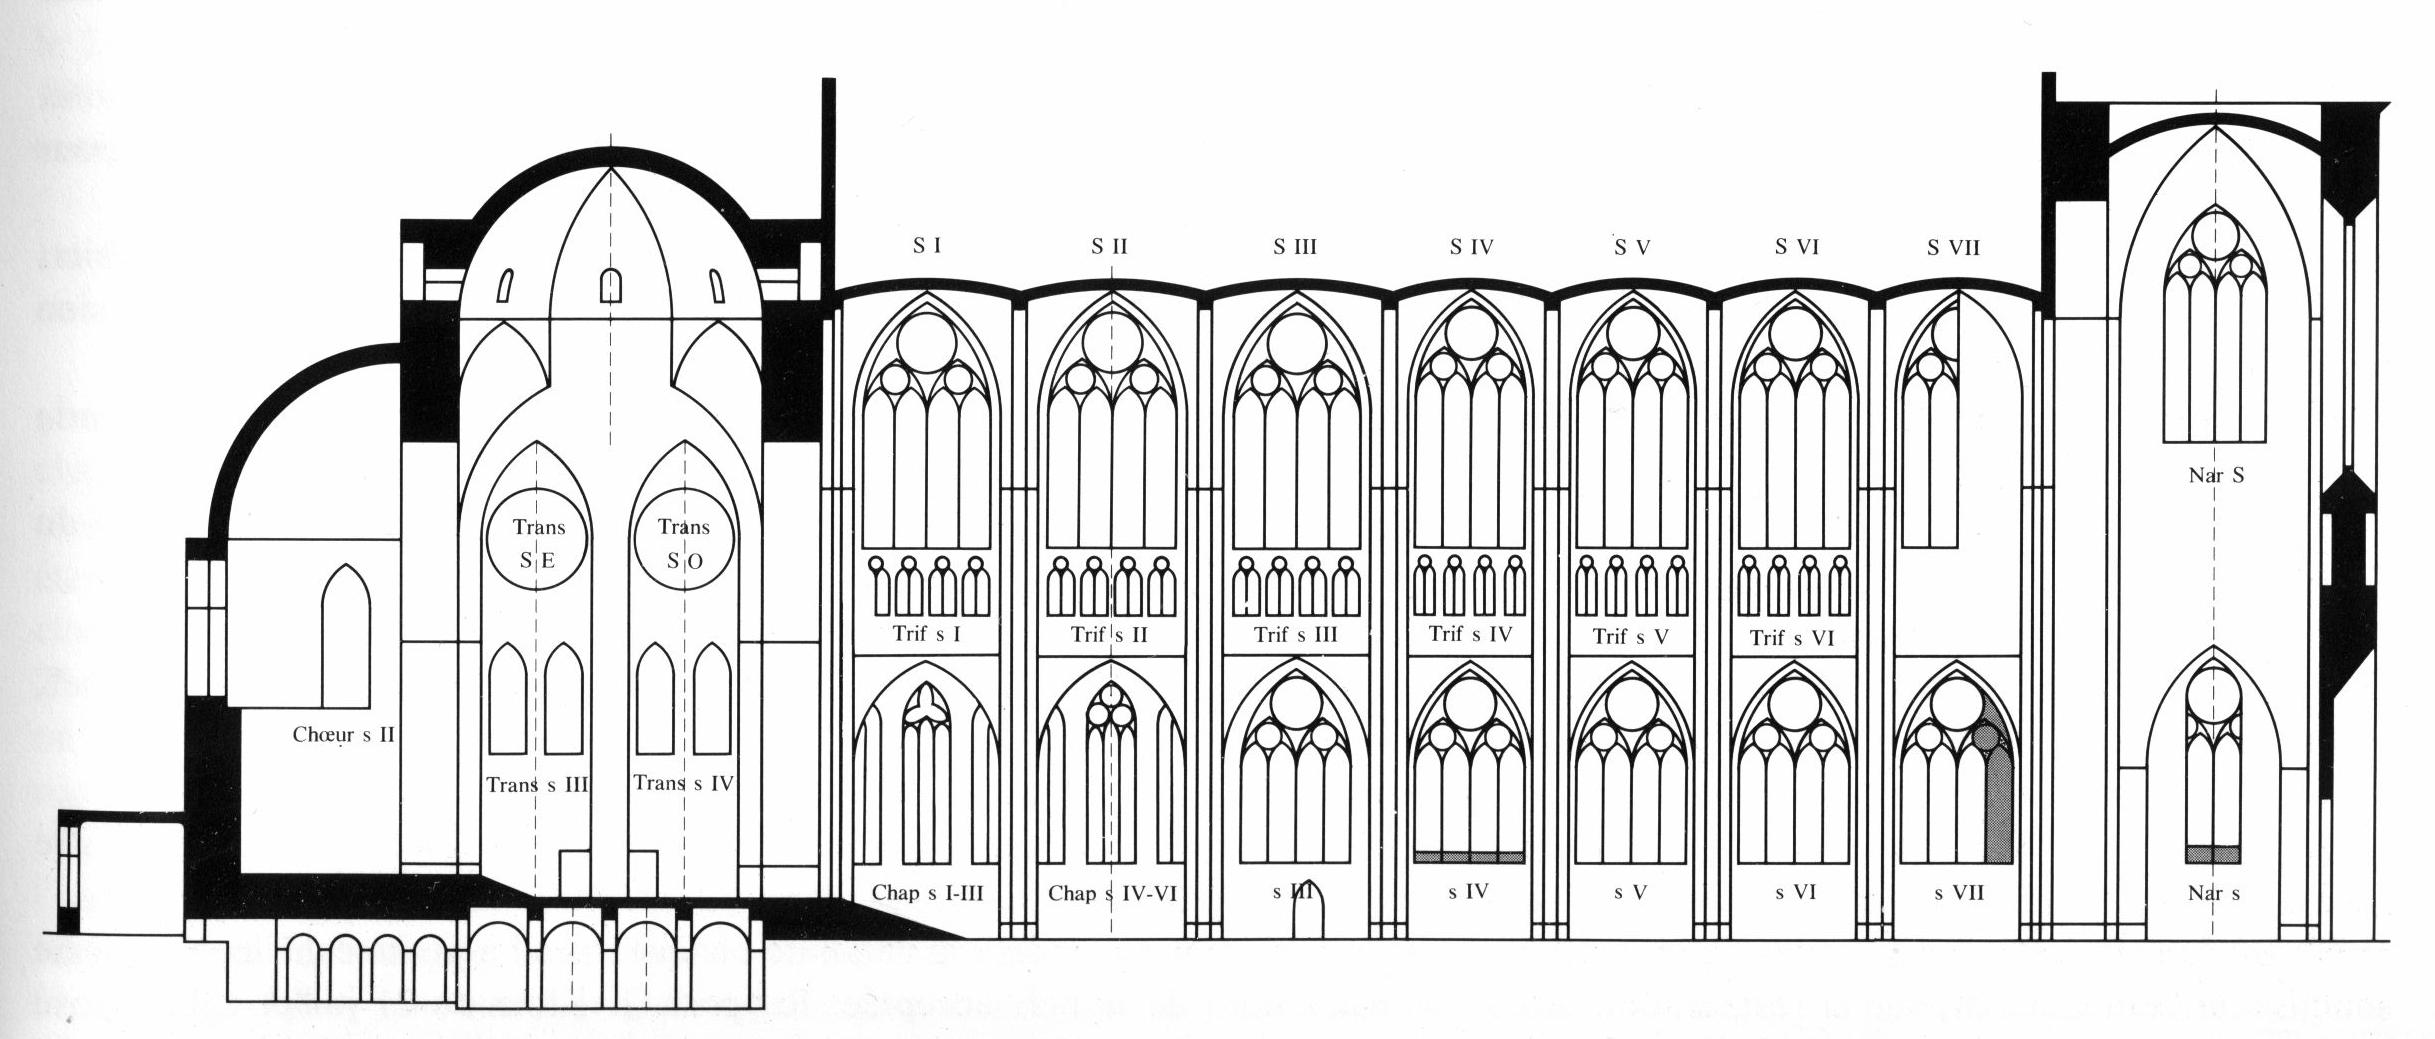 S I
S II
S III
S IV
S V
S VI
S VII
Nar S
Trans
S E
Trans
S O
Trif s I
Trif s II
Trif s III
Trif s IV
Trif s V
Trif s VI
Chœur s II
Trans s III
Trans s IV
Chap s I-III
Chap s IV-VI
s III
s IV
s V
s VI
s VII
Nar s